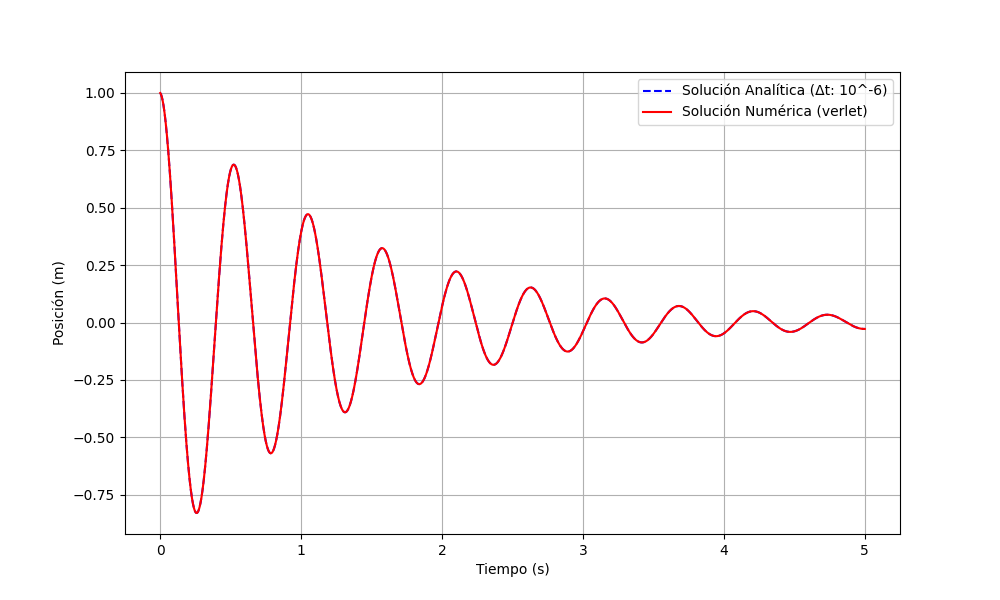 Solución Analítica (Δt: 10^-6)
Solución Numérica (verlet)
Posición (m)
1.00
0.75
0.50
0.25
0.00
−0.25
−0.50
−0.75
0 1 2 3 4 5
Tiempo (s)